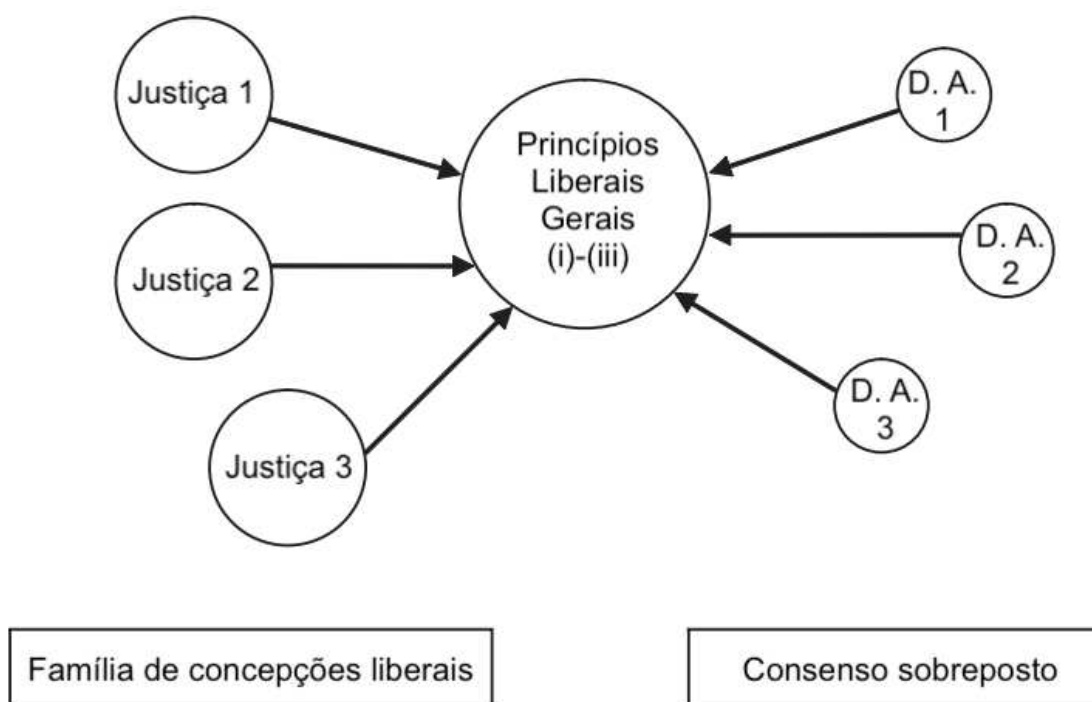 Justiça 1
Justiça 2
Justiça 3
Princípios
Liberais
Gerais
(i)-(iii)
D. A.
1
D. A.
2
D. A.
3
Família de concepções liberais
Consenso sobreposto